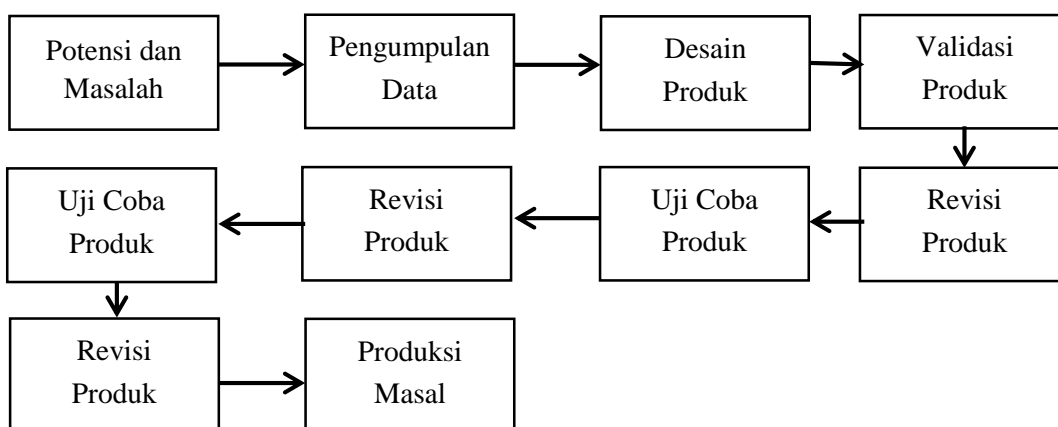 Potensi dan
Masalah
Pengumpulan
Data
Desain
Produk
Validasi
Produk
Revisi
Produk
Uji Coba
Produk
Revisi
Produk
Uji Coba
Produk
Revisi
Produk
Produksi
Masal